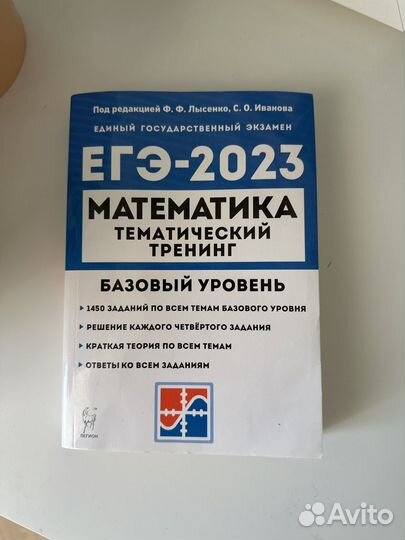 Под редакцией Ф. Ф. Лысенко, С. О. Иванова
ЕДИНЫЙ ГОСУДАРСТВЕННЫЙ ЭКЗАМЕН
ЕГЭ-2023
МАТЕМАТИКА
ТЕМАТИЧЕСКИЙ
ТРЕНИНГ
БАЗОВЫЙ УРОВЕНЬ
1450 ЗАДАНИЙ ПО ВСЕМ ТЕМАМ БАЗОВОГО УРОВНЯ
РЕШЕНИЕ КАЖДОГО ЧЕТВЁРТОГО ЗАДАНИЯ
КРАТКАЯ ТЕОРИЯ ПО ВСЕМ ТЕМАМ
ОТВЕТЫ КО ВСЕМ ЗАДАНИЯМ
ЛЕГИОН
Avito